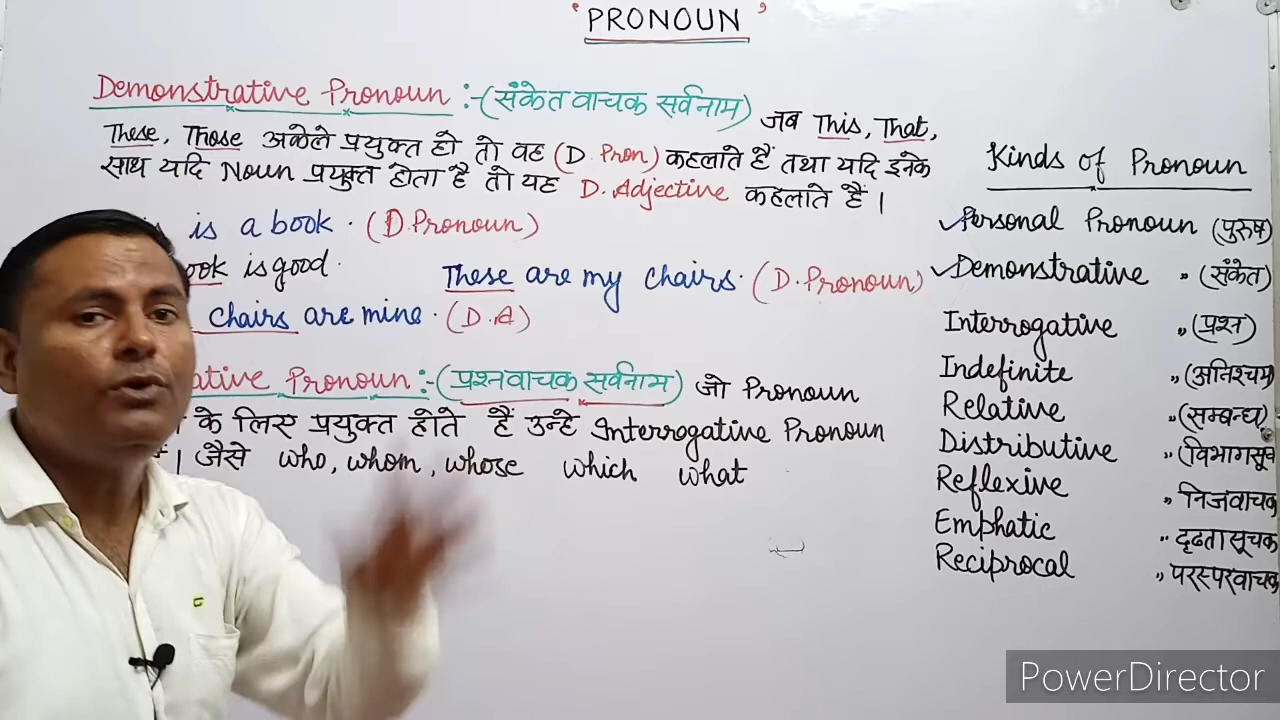 ' PRONOUN '
Demonstrative Pronoun :- (संकेत वाचक सर्वनाम) जब This, That,
These, Those अकेले प्रयुक्त हो तो वह (D. Pron) कहलाते हैं तथा यदि इनके
साथ यदि Noun प्रयुक्त होता है तो यह D. Adjective कहलाते हैं ।
is a book. (D. Pronoun)
is good.
These are my chairs. (D. Pronoun)
chairs are mine. (D.A)
Pronoun :- (प्रश्नवाचक सर्वनाम) जो Pronoun
के लिए प्रयुक्त होते हैं उन्हे Interrogative Pronoun
। जैसे who, whom, whose which what
Kinds of Pronoun
Personal Pronoun (पुरुष)
Demonstrative " (संकेत)
Interrogative " (प्रश्न)
Indefinite " (अनिश्चय)
Relative " (सम्बन्ध)
Distributive " (विभागसूच
Reflexive " निजवाचक
Emphatic " दृढतासूचक
Reciprocal " परस्परवाचक
PowerDirector